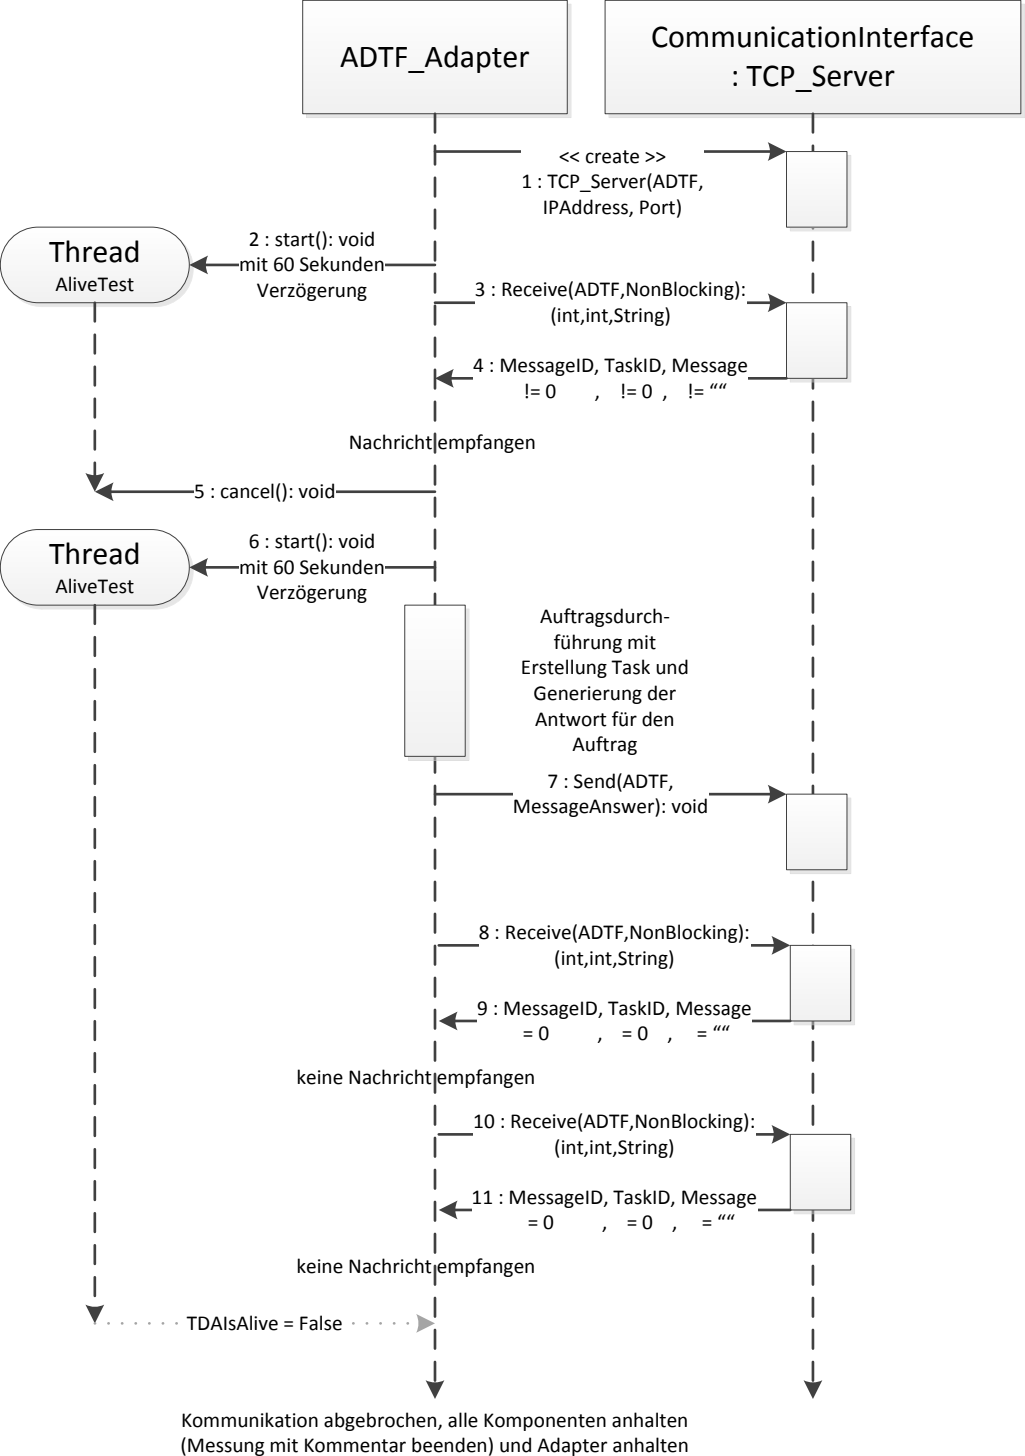 ADTF_Adapter
CommunicationInterface
: TCP_Server
<< create >>
1 : TCP_Server(ADTF,
IPAddress, Port)
Thread
AliveTest
2 : start(): void
mit 60 Sekunden
Verzögerung
3 : Receive(ADTF,NonBlocking):
(int,int,String)
4 : MessageID, TaskID, Message
!= 0 , != 0 , != ““
Nachricht empfangen
5 : cancel(): void
Thread
AliveTest
6 : start(): void
mit 60 Sekunden
Verzögerung
Auftragsdurch-
führung mit
Erstellung Task und
Generierung der
Antwort für den
Auftrag
7 : Send(ADTF,
MessageAnswer): void
8 : Receive(ADTF,NonBlocking):
(int,int,String)
9 : MessageID, TaskID, Message
= 0 , = 0 , = ““
keine Nachricht empfangen
10 : Receive(ADTF,NonBlocking):
(int,int,String)
11 : MessageID, TaskID, Message
= 0 , = 0 , = ““
keine Nachricht empfangen
TDAIsAlive = False
Kommunikation abgebrochen, alle Komponenten anhalten
(Messung mit Kommentar beenden) und Adapter anhalten